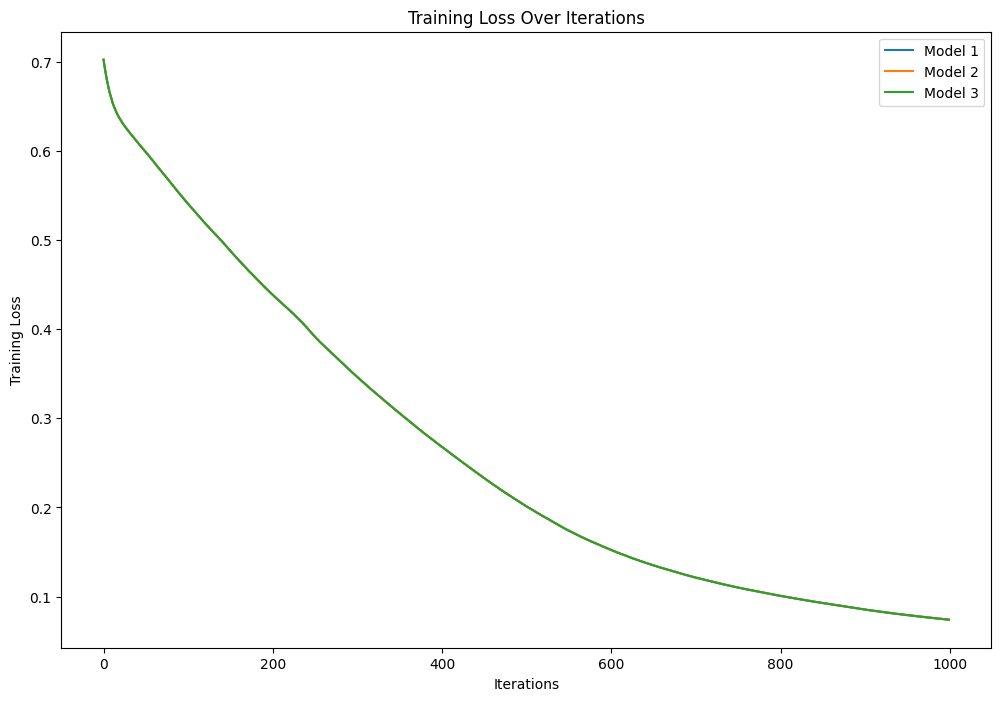 Training Loss Over Iterations
Model 1
Model 2
Model 3
Training Loss
0.7
0.6
0.5
0.4
0.3
0.2
0.1
0 200 400 600 800 1000
Iterations